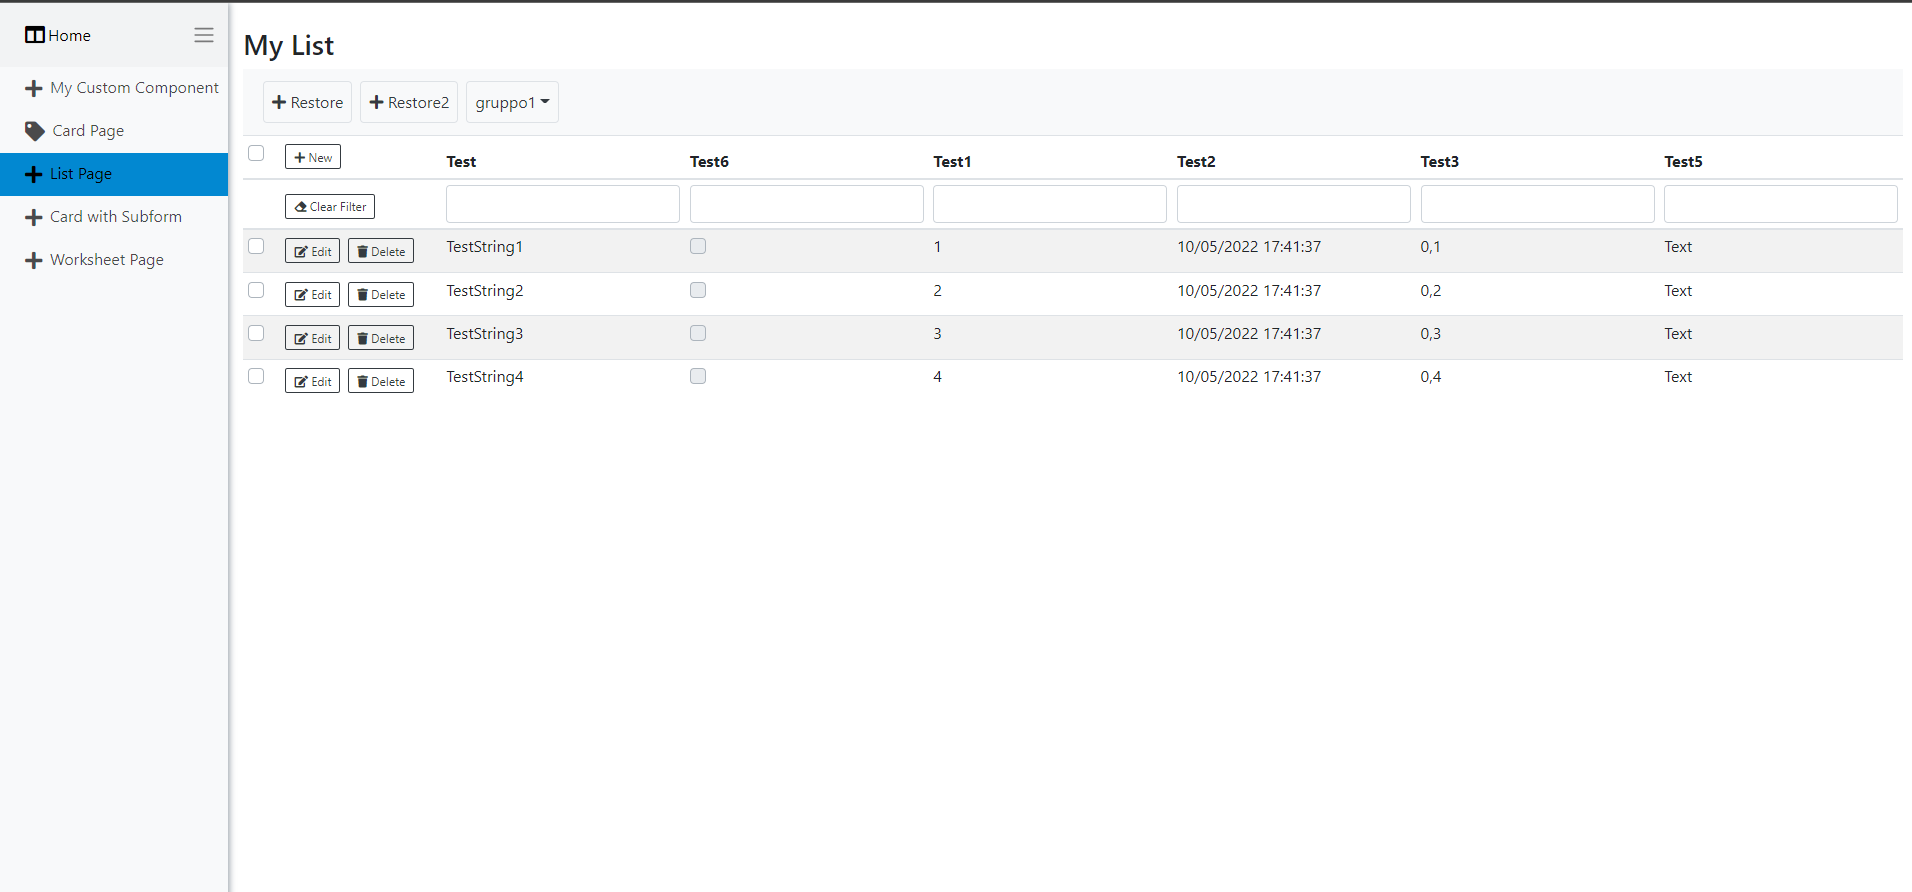 Home
My Custom Component
Card Page
List Page
Card with Subform
Worksheet Page
My List
Restore Restore2 gruppo1
New Test Test6 Test1 Test2 Test3 Test5
Clear Filter
Edit Delete TestString1 1 10/05/2022 17:41:37 0,1 Text
Edit Delete TestString2 2 10/05/2022 17:41:37 0,2 Text
Edit Delete TestString3 3 10/05/2022 17:41:37 0,3 Text
Edit Delete TestString4 4 10/05/2022 17:41:37 0,4 Text